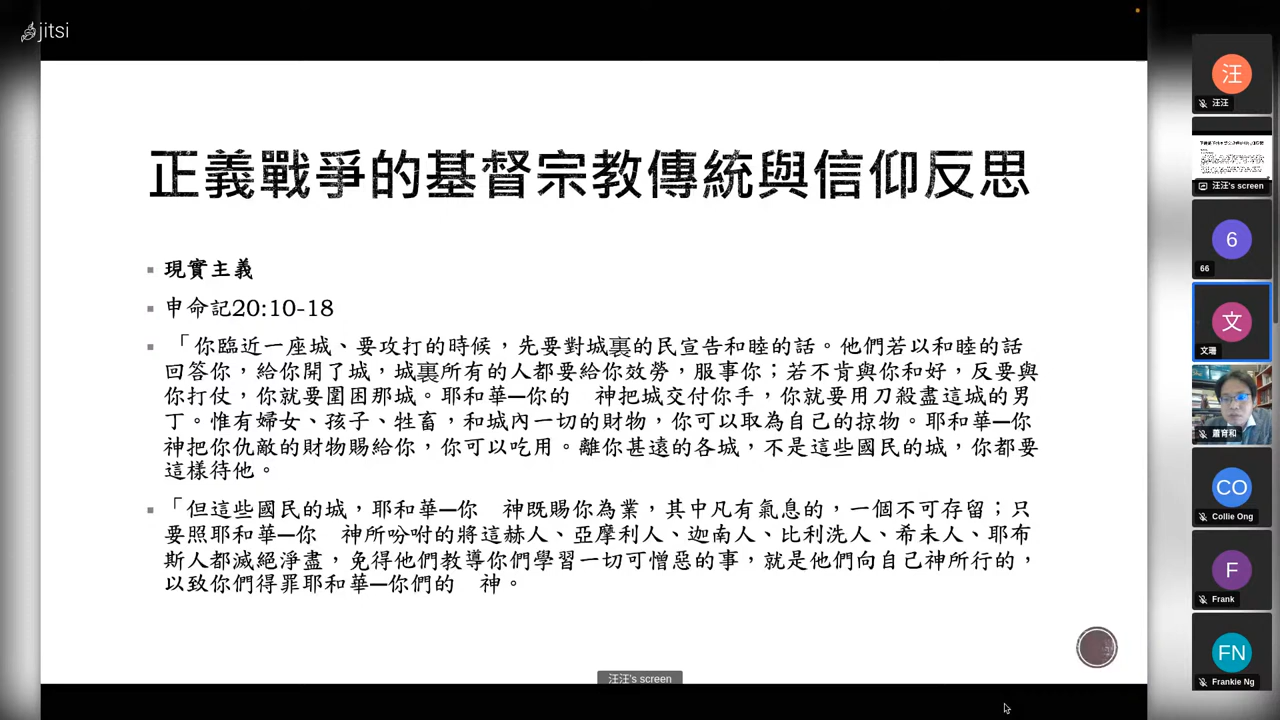 jitsi
正義戰爭的基督宗教傳統與信仰反思
現實主義
申命記20:10-18
「你臨近一座城、要攻打的時候，先要對城裏的民宣告和睦的話。他們若以和睦的話
回答你，給你開了城，城裏所有的人都要給你效勞，服事你；若不肯與你和好，反要與
你打仗，你就要圍困那城。耶和華─你的　神把城交付你手，你就要用刀殺盡這城的男
丁。惟有婦女、孩子、牲畜，和城內一切的財物，你可以取為自己的掠物。耶和華─你
神把你仇敵的財物賜給你，你可以吃用。離你甚遠的各城，不是這些國民的城，你都要
這樣待他。
「但這些國民的城，耶和華─你　神既賜你為業，其中凡有氣息的，一個不可存留；只
要照耶和華─你　神所吩咐的將這赫人、亞摩利人、迦南人、比利洗人、希未人、耶布
斯人都滅絕淨盡，免得他們教導你們學習一切可憎惡的事，就是他們向自己神所行的，
以致你們得罪耶和華─你們的　神。
汪汪's screen
汪
汪汪
汪汪's screen
6
66
文
文珊
蕭育和
CO
Collie Ong
F
Frank
FN
Frankie Ng